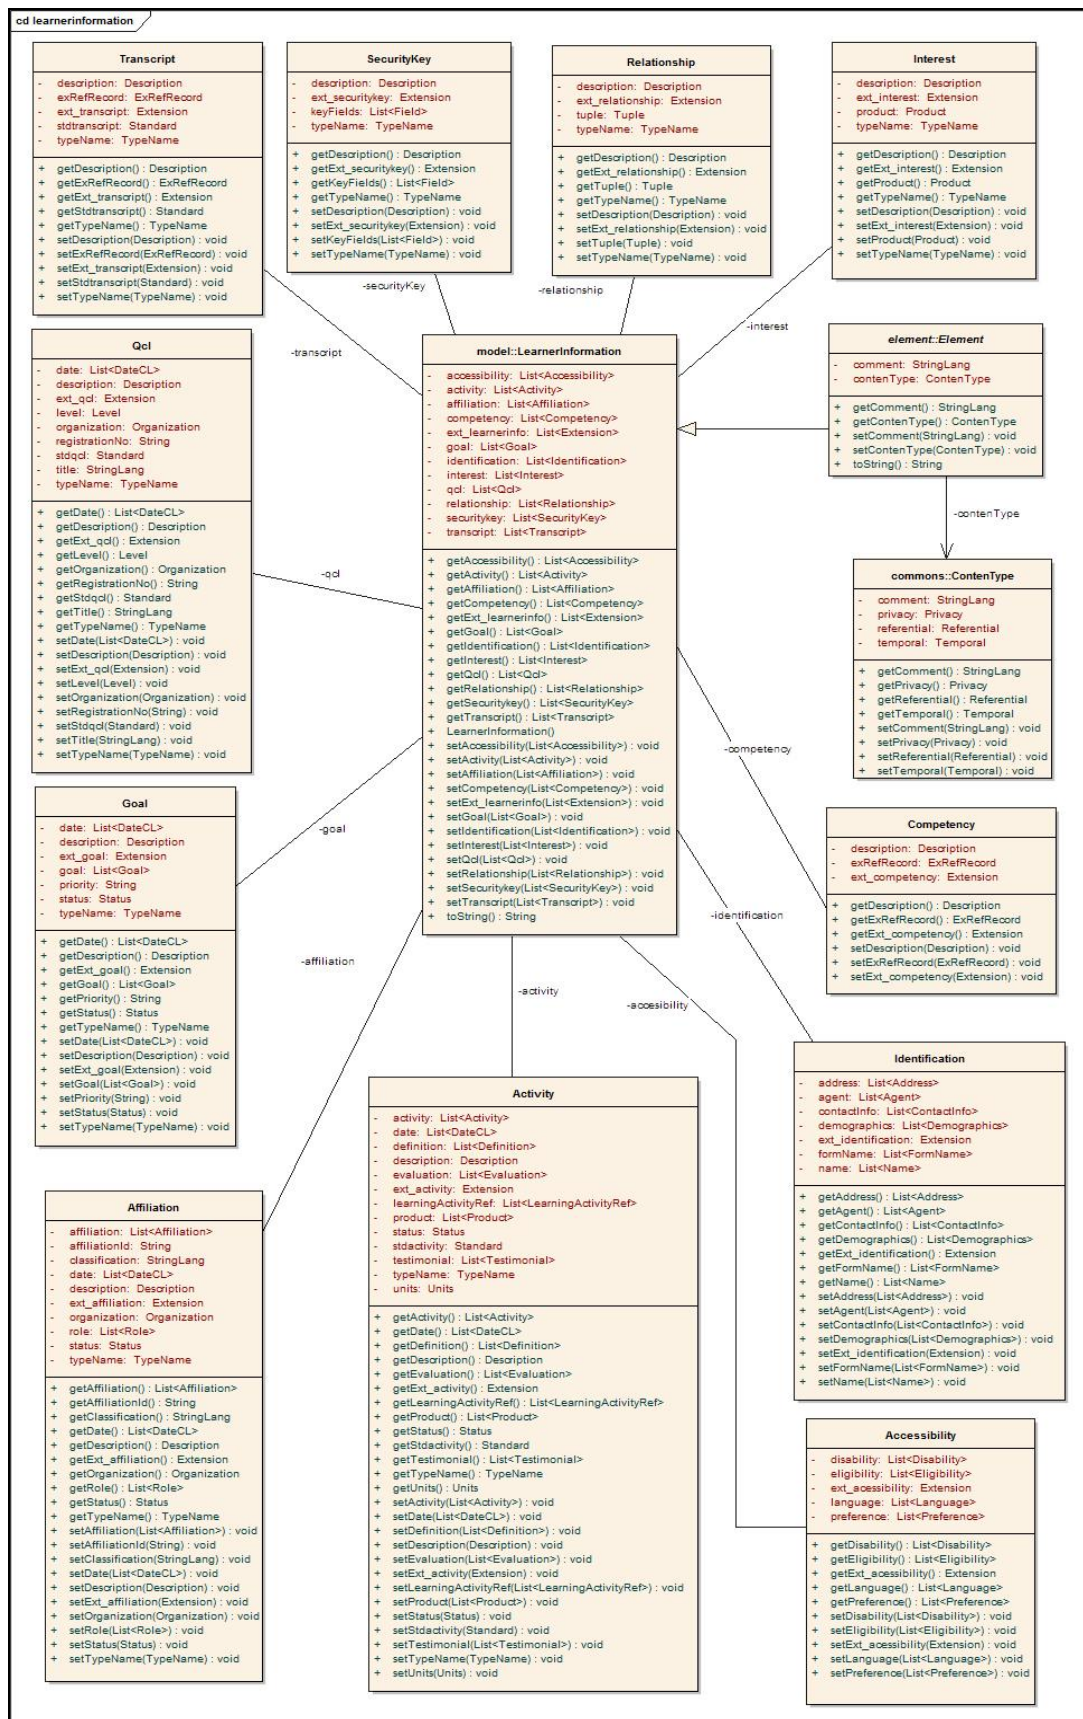 cd learnerinformation
Transcript
- description: Description
- exRefRecord: ExRefRecord
- ext_transcript: Extension
- stdtranscript: Standard
- typeName: TypeName
+ getDescription() : Description
+ getExRefRecord() : ExRefRecord
+ getExt_transcript() : Extension
+ getStdtranscript() : Standard
+ getTypeName() : TypeName
+ setDescription(Description) : void
+ setExRefRecord(ExRefRecord) : void
+ setExt_transcript(Extension) : void
+ setStdtranscript(Standard) : void
+ setTypeName(TypeName) : void
SecurityKey
- description: Description
- ext_securitykey: Extension
- keyFields: List<Field>
- typeName: TypeName
+ getDescription() : Description
+ getExt_securitykey() : Extension
+ getKeyFields() : List<Field>
+ getTypeName() : TypeName
+ setDescription(Description) : void
+ setExt_securitykey(Extension) : void
+ setKeyFields(List<Field>) : void
+ setTypeName(TypeName) : void
Relationship
- description: Description
- ext_relationship: Extension
- tuple: Tuple
- typeName: TypeName
+ getDescription() : Description
+ getExt_relationship() : Extension
+ getTuple() : Tuple
+ getTypeName() : TypeName
+ setDescription(Description) : void
+ setExt_relationship(Extension) : void
+ setTuple(Tuple) : void
+ setTypeName(TypeName) : void
Interest
- description: Description
- ext_interest: Extension
- product: Product
- typeName: TypeName
+ getDescription() : Description
+ getExt_interest() : Extension
+ getProduct() : Product
+ getTypeName() : TypeName
+ setDescription(Description) : void
+ setExt_interest(Extension) : void
+ setProduct(Product) : void
+ setTypeName(TypeName) : void
-securityKey
-relationship
-interest
-transcript
Qcl
- date: List<DateCL>
- description: Description
- ext_qcl: Extension
- level: Level
- organization: Organization
- registrationNo: String
- stdqcl: Standard
- title: StringLang
- typeName: TypeName
+ getDate() : List<DateCL>
+ getDescription() : Description
+ getExt_qcl() : Extension
+ getLevel() : Level
+ getOrganization() : Organization
+ getRegistrationNo() : String
+ getStdqcl() : Standard
+ getTitle() : StringLang
+ getTypeName() : TypeName
+ setDate(List<DateCL>) : void
+ setDescription(Description) : void
+ setExt_qcl(Extension) : void
+ setLevel(Level) : void
+ setOrganization(Organization) : void
+ setRegistrationNo(String) : void
+ setStdqcl(Standard) : void
+ setTitle(StringLang) : void
+ setTypeName(TypeName) : void
-qcl
model::LearnerInformation
- accessibility: List<Accessibility>
- activity: List<Activity>
- affiliation: List<Affiliation>
- competency: List<Competency>
- ext_learnerinfo: List<Extension>
- goal: List<Goal>
- identification: List<Identification>
- interest: List<Interest>
- qcl: List<Qcl>
- relationship: List<Relationship>
- securitykey: List<SecurityKey>
- transcript: List<Transcript>
+ getAccessibility() : List<Accessibility>
+ getActivity() : List<Activity>
+ getAffiliation() : List<Affiliation>
+ getCompetency() : List<Competency>
+ getExt_learnerinfo() : List<Extension>
+ getGoal() : List<Goal>
+ getIdentification() : List<Identification>
+ getInterest() : List<Interest>
+ getQcl() : List<Qcl>
+ getRelationship() : List<Relationship>
+ getSecuritykey() : List<SecurityKey>
+ getTranscript() : List<Transcript>
+ LearnerInformation()
+ setAccessibility(List<Accessibility>) : void
+ setActivity(List<Activity>) : void
+ setAffiliation(List<Affiliation>) : void
+ setCompetency(List<Competency>) : void
+ setExt_learnerinfo(List<Extension>) : void
+ setGoal(List<Goal>) : void
+ setIdentification(List<Identification>) : void
+ setInterest(List<Interest>) : void
+ setQcl(List<Qcl>) : void
+ setRelationship(List<Relationship>) : void
+ setSecuritykey(List<SecurityKey>) : void
+ setTranscript(List<Transcript>) : void
+ toString() : String
element::Element
- comment: StringLang
- contenType: ContenType
+ getComment() : StringLang
+ getContenType() : ContenType
+ setComment(StringLang) : void
+ setContenType(ContenType) : void
+ toString() : String
-contenType
commons::ContenType
- comment: StringLang
- privacy: Privacy
- referential: Referential
- temporal: Temporal
+ getComment() : StringLang
+ getPrivacy() : Privacy
+ getReferential() : Referential
+ getTemporal() : Temporal
+ setComment(StringLang) : void
+ setPrivacy(Privacy) : void
+ setReferential(Referential) : void
+ setTemporal(Temporal) : void
-competency
Goal
- date: List<DateCL>
- description: Description
- ext_goal: Extension
- goal: List<Goal>
- priority: String
- status: Status
- typeName: TypeName
+ getDate() : List<DateCL>
+ getDescription() : Description
+ getExt_goal() : Extension
+ getGoal() : List<Goal>
+ getPriority() : String
+ getStatus() : Status
+ getTypeName() : TypeName
+ setDate(List<DateCL>) : void
+ setDescription(Description) : void
+ setExt_goal(Extension) : void
+ setGoal(List<Goal>) : void
+ setPriority(String) : void
+ setStatus(Status) : void
+ setTypeName(TypeName) : void
-goal
Competency
- description: Description
- exRefRecord: ExRefRecord
- ext_competency: Extension
+ getDescription() : Description
+ getExRefRecord() : ExRefRecord
+ getExt_competency() : Extension
+ setDescription(Description) : void
+ setExRefRecord(ExRefRecord) : void
+ setExt_competency(Extension) : void
-identification
-affiliation
-activity
-accesibility
Identification
- address: List<Address>
- agent: List<Agent>
- contactInfo: List<ContactInfo>
- demographics: List<Demographics>
- ext_identification: Extension
- formName: List<FormName>
- name: List<Name>
+ getAddress() : List<Address>
+ getAgent() : List<Agent>
+ getContactInfo() : List<ContactInfo>
+ getDemographics() : List<Demographics>
+ getExt_identification() : Extension
+ getFormName() : List<FormName>
+ getName() : List<Name>
+ setAddress(List<Address>) : void
+ setAgent(List<Agent>) : void
+ setContactInfo(List<ContactInfo>) : void
+ setDemographics(List<Demographics>) : void
+ setExt_identification(Extension) : void
+ setFormName(List<FormName>) : void
+ setName(List<Name>) : void
Activity
- activity: List<Activity>
- date: List<DateCL>
- definition: List<Definition>
- description: Description
- evaluation: List<Evaluation>
- ext_activity: Extension
- learningActivityRef: List<LearningActivityRef>
- product: List<Product>
- status: Status
- stdactivity: Standard
- testimonial: List<Testimonial>
- typeName: TypeName
- units: Units
+ getActivity() : List<Activity>
+ getDate() : List<DateCL>
+ getDefinition() : List<Definition>
+ getDescription() : Description
+ getEvaluation() : List<Evaluation>
+ getExt_activity() : Extension
+ getLearningActivityRef() : List<LearningActivityRef>
+ getProduct() : List<Product>
+ getStatus() : Status
+ getStdactivity() : Standard
+ getTestimonial() : List<Testimonial>
+ getTypeName() : TypeName
+ getUnits() : Units
+ setActivity(List<Activity>) : void
+ setDate(List<DateCL>) : void
+ setDefinition(List<Definition>) : void
+ setDescription(Description) : void
+ setEvaluation(List<Evaluation>) : void
+ setExt_activity(Extension) : void
+ setLearningActivityRef(List<LearningActivityRef>) : void
+ setProduct(List<Product>) : void
+ setStatus(Status) : void
+ setStdactivity(Standard) : void
+ setTestimonial(List<Testimonial>) : void
+ setTypeName(TypeName) : void
+ setUnits(Units) : void
Affiliation
- affiliation: List<Affiliation>
- affiliationId: String
- classification: StringLang
- date: List<DateCL>
- description: Description
- ext_affiliation: Extension
- organization: Organization
- role: List<Role>
- status: Status
- typeName: TypeName
+ getAffiliation() : List<Affiliation>
+ getAffiliationId() : String
+ getClassification() : StringLang
+ getDate() : List<DateCL>
+ getDescription() : Description
+ getExt_affiliation() : Extension
+ getOrganization() : Organization
+ getRole() : List<Role>
+ getStatus() : Status
+ getTypeName() : TypeName
+ setAffiliation(List<Affiliation>) : void
+ setAffiliationId(String) : void
+ setClassification(StringLang) : void
+ setDate(List<DateCL>) : void
+ setDescription(Description) : void
+ setExt_affiliation(Extension) : void
+ setOrganization(Organization) : void
+ setRole(List<Role>) : void
+ setStatus(Status) : void
+ setTypeName(TypeName) : void
Accessibility
- disability: List<Disability>
- eligibility: List<Eligibility>
- ext_acessibility: Extension
- language: List<Language>
- preference: List<Preference>
+ getDisability() : List<Disability>
+ getEligibility() : List<Eligibility>
+ getExt_acessibility() : Extension
+ getLanguage() : List<Language>
+ getPreference() : List<Preference>
+ setDisability(List<Disability>) : void
+ setEligibility(List<Eligibility>) : void
+ setExt_acessibility(Extension) : void
+ setLanguage(List<Language>) : void
+ setPreference(List<Preference>) : void